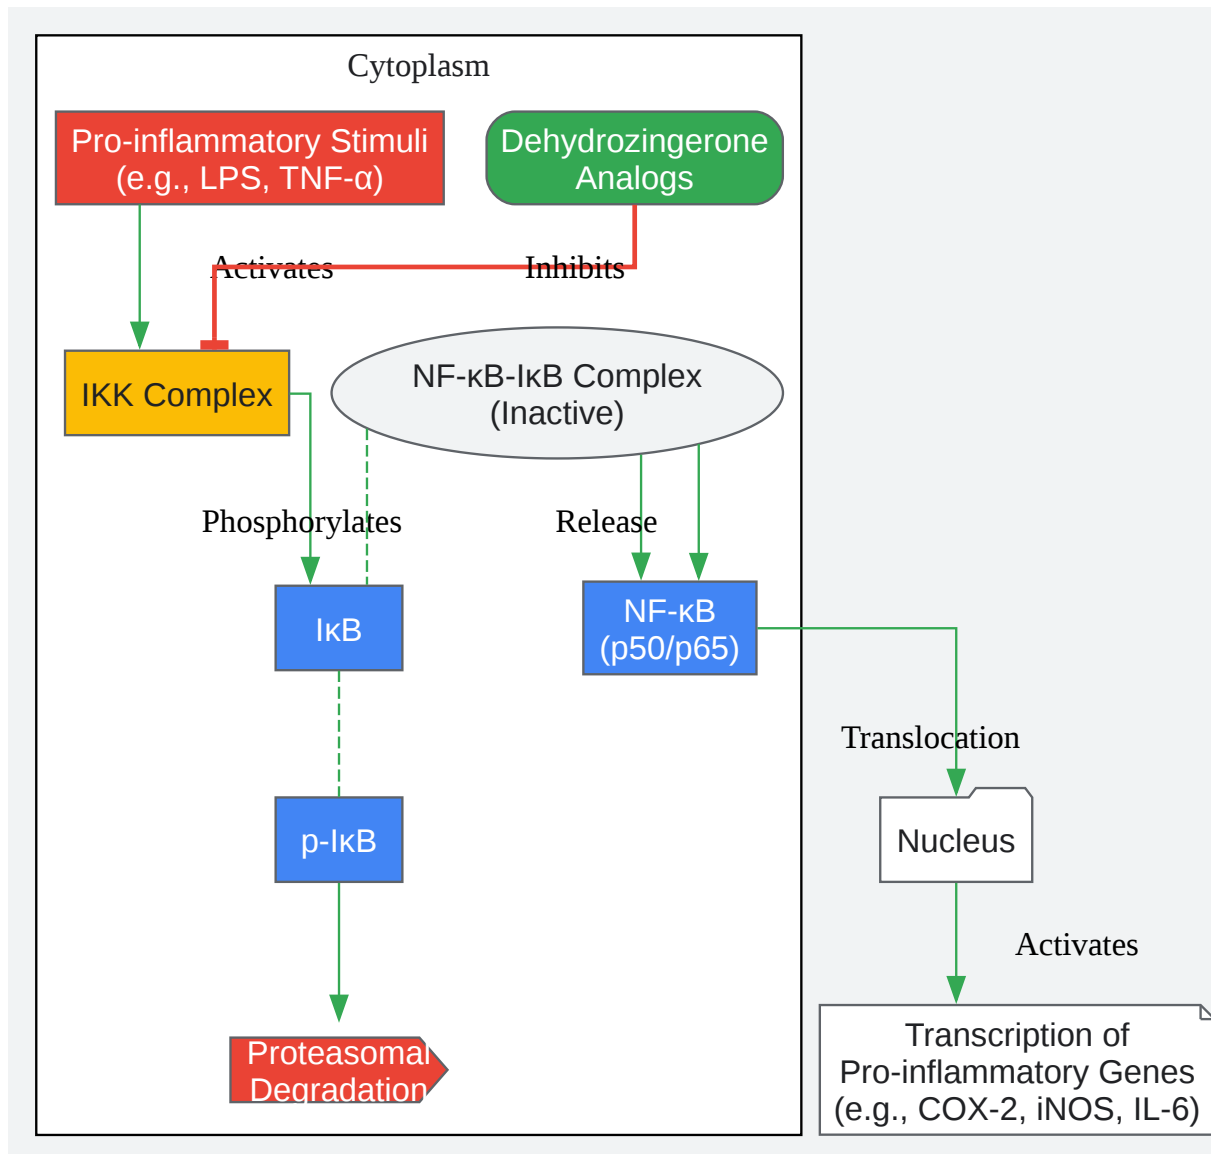 Cytoplasm
Pro-inflammatory Stimuli
(e.g., LPS, TNF-α)
Dehydrozingerone
Analogs
Activates
Inhibits
IKK Complex
NF-κB-IκB Complex
(Inactive)
Phosphorylates
Release
IκB
NF-κB
(p50/p65)
Translocation
p-IκB
Nucleus
Activates
Proteasomal
Degradation
Transcription of
Pro-inflammatory Genes
(e.g., COX-2, iNOS, IL-6)